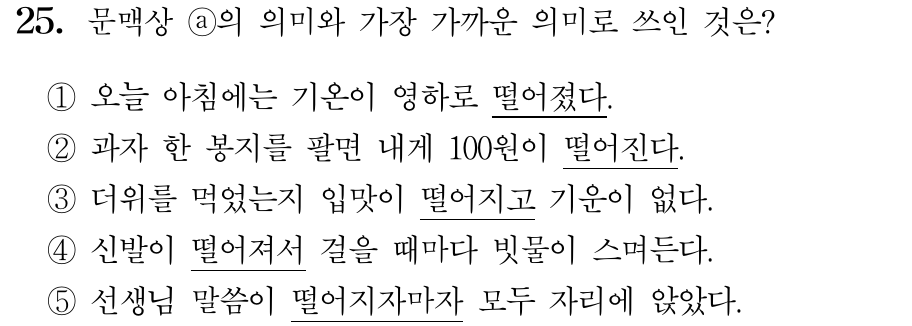 25. 문맥상 ⓐ의 의미와 가장 가까운 의미로 쓰인 것은?
① 오늘 아침에는 기온이 영하로 떨어졌다.
② 과자 한 봉지를 팔면 내게 100원이 떨어진다.
③ 더위를 먹었는지 입맛이 떨어지고 기운이 없다.
④ 신발이 떨어져서 걸을 때마다 빗물이 스며든다.
⑤ 선생님 말씀이 떨어지자마자 모두 자리에 앉았다.